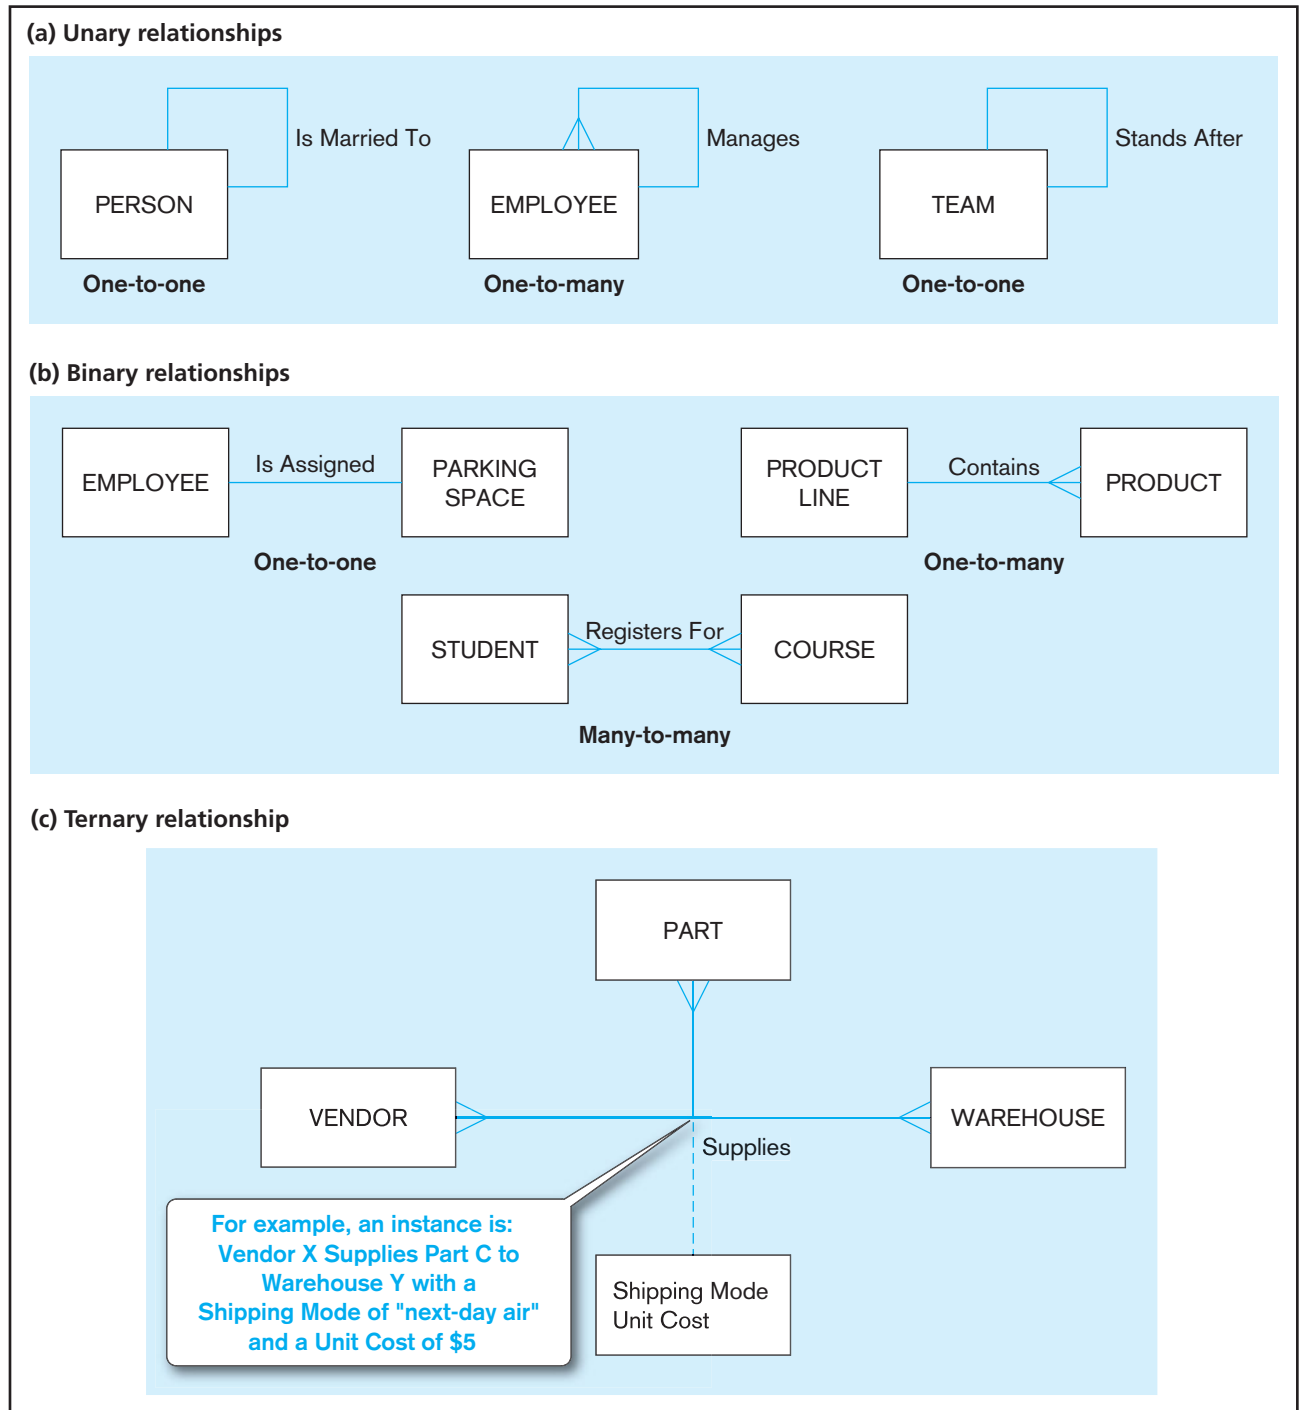 (a) Unary relationships
Is Married To
Manages
Stands After
PERSON
EMPLOYEE
TEAM
One-to-one
One-to-many
One-to-one
(b) Binary relationships
EMPLOYEE
Is Assigned
PARKING
SPACE
PRODUCT
LINE
Contains
PRODUCT
One-to-one
One-to-many
STUDENT
Registers For
COURSE
Many-to-many
(c) Ternary relationship
PART
VENDOR
WAREHOUSE
Supplies
For example, an instance is:
Vendor X Supplies Part C to
Warehouse Y with a
Shipping Mode of "next-day air"
and a Unit Cost of $5
Shipping Mode
Unit Cost